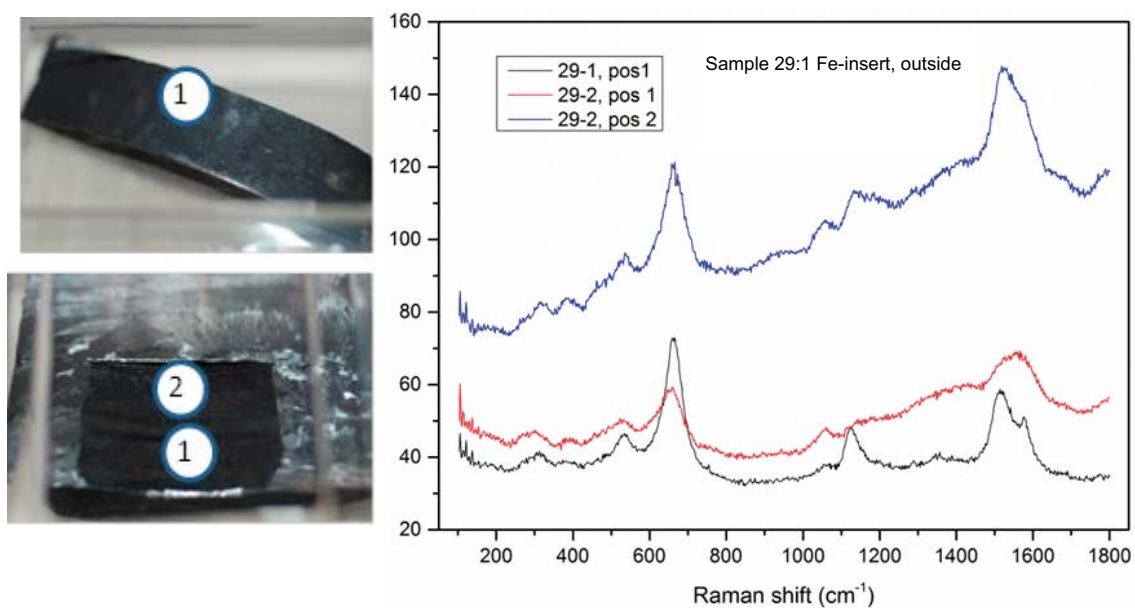 1
2
1
160
140
120
100
80
60
40
20
29-1, pos1
29-2, pos 1
29-2, pos 2
Sample 29:1 Fe-insert, outside
200 400 600 800 1000 1200 1400 1600 1800
Raman shift (cm⁻¹)